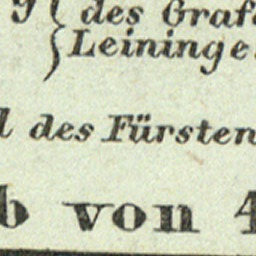 des Graf
Leininge
des Fürsten
von 4